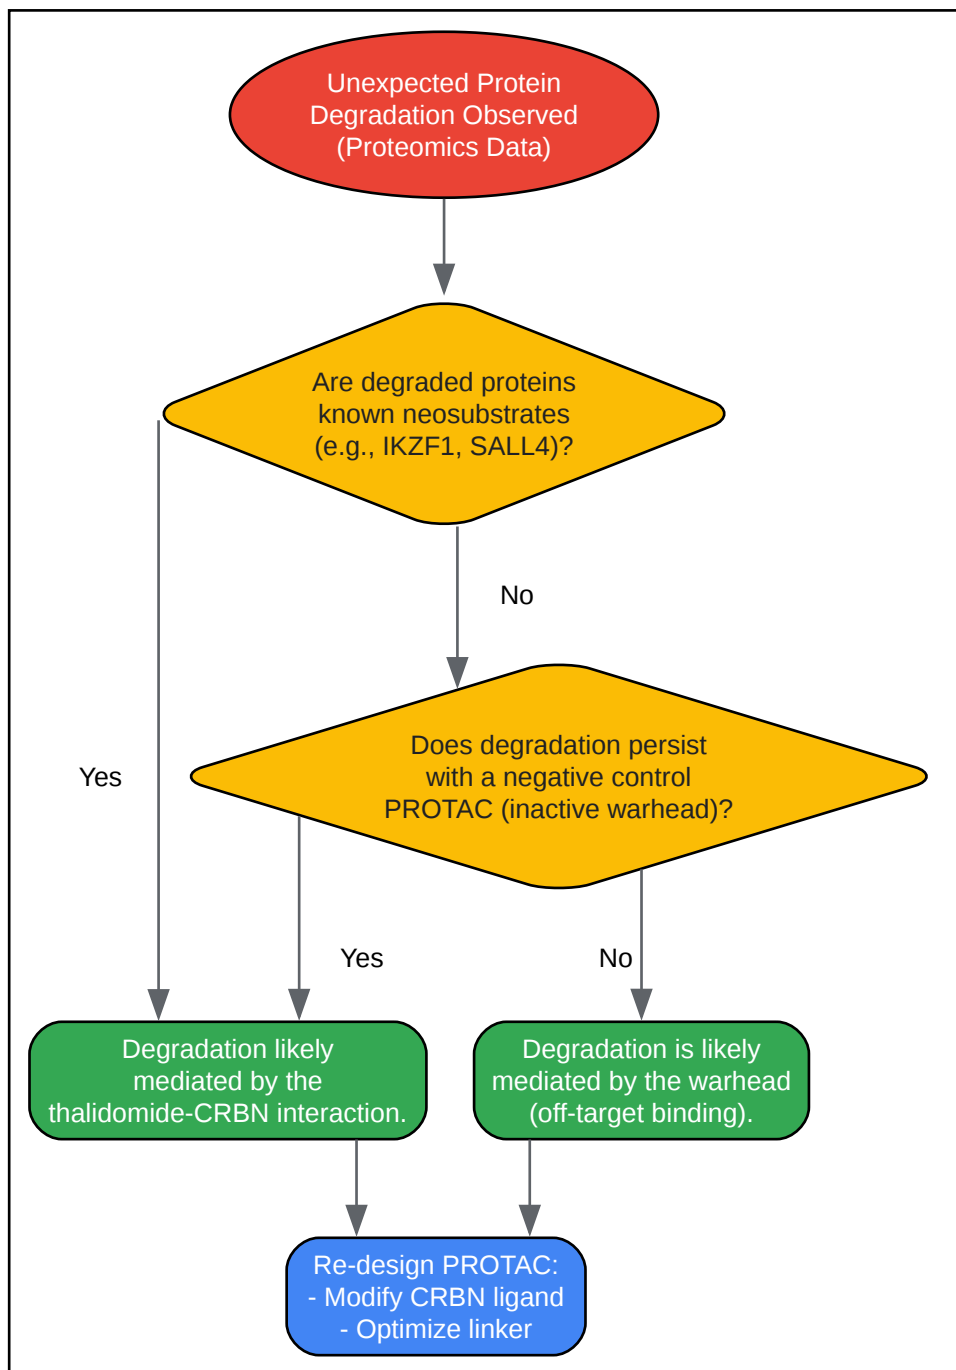 Unexpected Protein
Degradation Observed
(Proteomics Data)
Are degraded proteins
known neosubstrates
(e.g., IKZF1, SALL4)?
No
Does degradation persist
with a negative control
PROTAC (inactive warhead)?
Yes
Yes
No
Degradation likely
mediated by the
thalidomide-CRBN interaction.
Degradation is likely
mediated by the warhead
(off-target binding).
Re-design PROTAC:
- Modify CRBN ligand
- Optimize linker